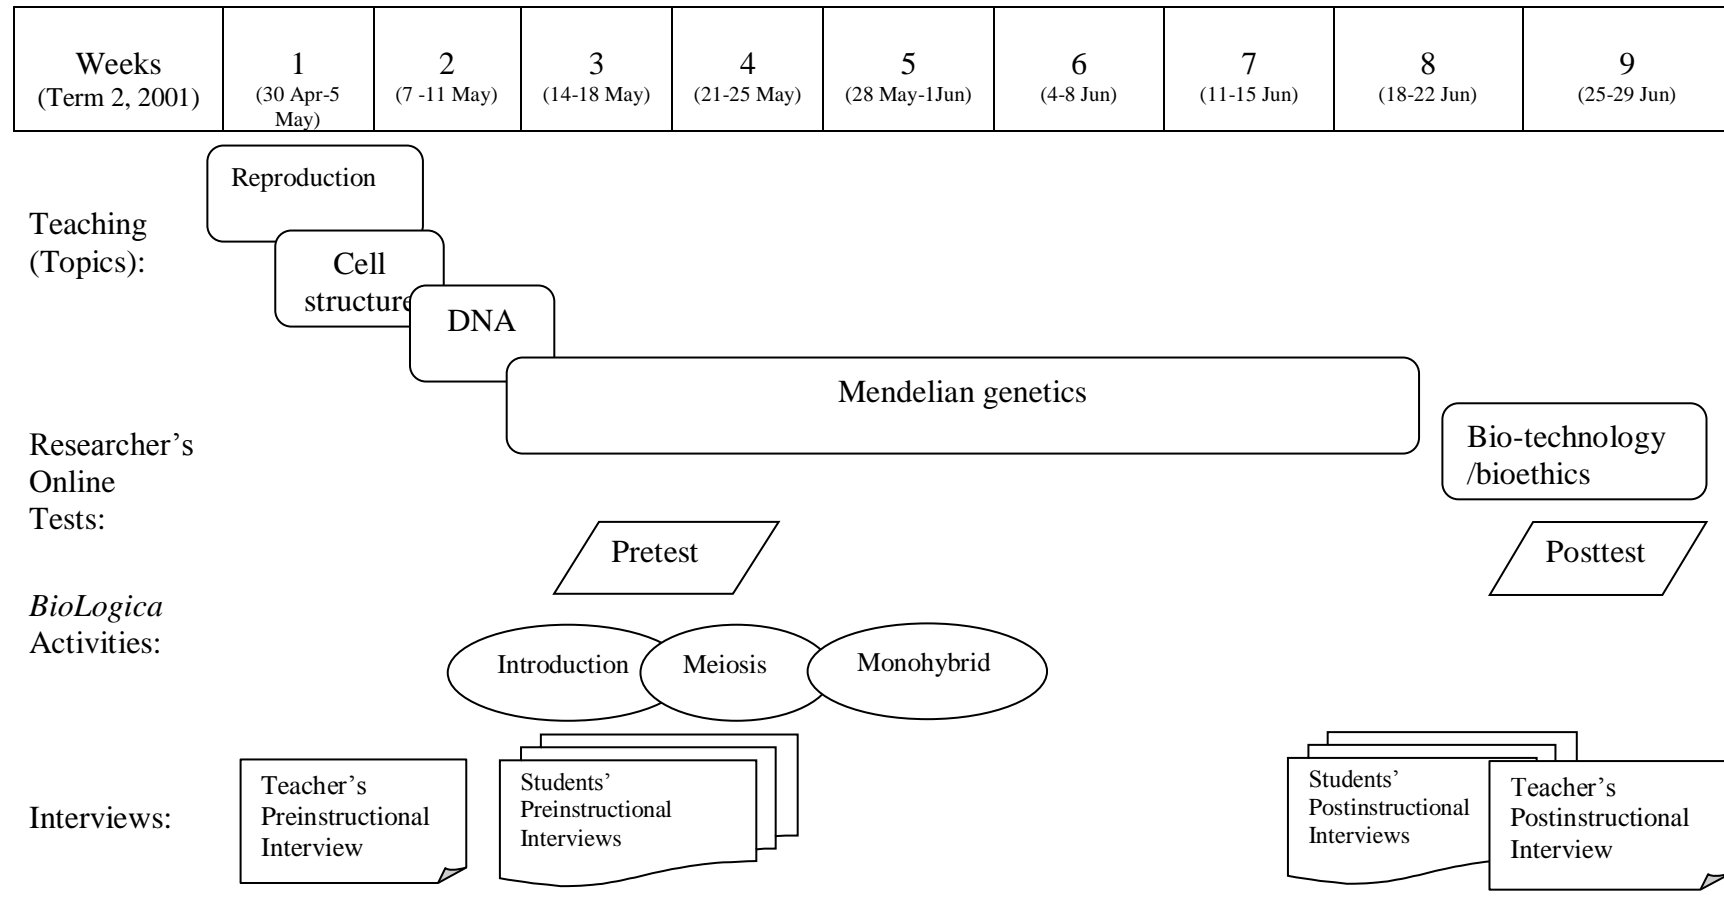 Weeks
(Term 2, 2001)
1
(30 Apr-5
May)
2
(7 -11 May)
3
(14-18 May)
4
(21-25 May)
5
(28 May-1Jun)
6
(4-8 Jun)
7
(11-15 Jun)
8
(18-22 Jun)
9
(25-29 Jun)
Teaching
(Topics):
Reproduction
Cell
structure
DNA
Mendelian genetics
Bio-technology
/bioethics
Researcher’s
Online
Tests:
Pretest
Posttest
BioLogica
Activities:
Introduction
Meiosis
Monohybrid
Interviews:
Teacher’s
Preinstructional
Interview
Students’
Preinstructional
Interviews
Students’
Postinstructional
Interviews
Teacher’s
Postinstructional
Interview